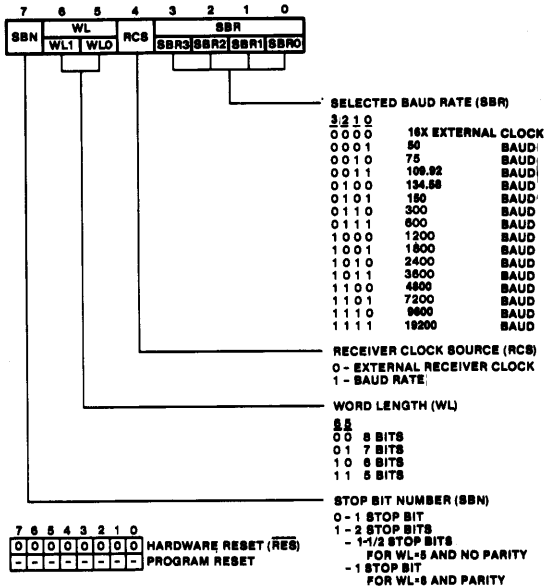 7 6 5 4 3 2 1 0
SBN WL RCS SBR
WL1 WL0 SBR3 SBR2 SBR1 SBR0
SELECTED BAUD RATE (SBR)
3 2 1 0
0 0 0 0 16X EXTERNAL CLOCK
0 0 0 1 50 BAUD
0 0 1 0 75 BAUD
0 0 1 1 109.92 BAUD
0 1 0 0 134.58 BAUD
0 1 0 1 150 BAUD
0 1 1 0 300 BAUD
0 1 1 1 600 BAUD
1 0 0 0 1200 BAUD
1 0 0 1 1800 BAUD
1 0 1 0 2400 BAUD
1 0 1 1 3600 BAUD
1 1 0 0 4800 BAUD
1 1 0 1 7200 BAUD
1 1 1 0 9600 BAUD
1 1 1 1 19200 BAUD
RECEIVER CLOCK SOURCE (RCS)
0 - EXTERNAL RECEIVER CLOCK
1 - BAUD RATE
WORD LENGTH (WL)
6 5
0 0 8 BITS
0 1 7 BITS
1 0 6 BITS
1 1 5 BITS
STOP BIT NUMBER (SBN)
0 - 1 STOP BIT
1 - 2 STOP BITS
- 1-1/2 STOP BITS
FOR WL=5 AND NO PARITY
- 1 STOP BIT
FOR WL=8 AND PARITY
7 6 5 4 3 2 1 0
0 0 0 0 0 0 0 0 HARDWARE RESET (RES)
- - - - - - - - PROGRAM RESET